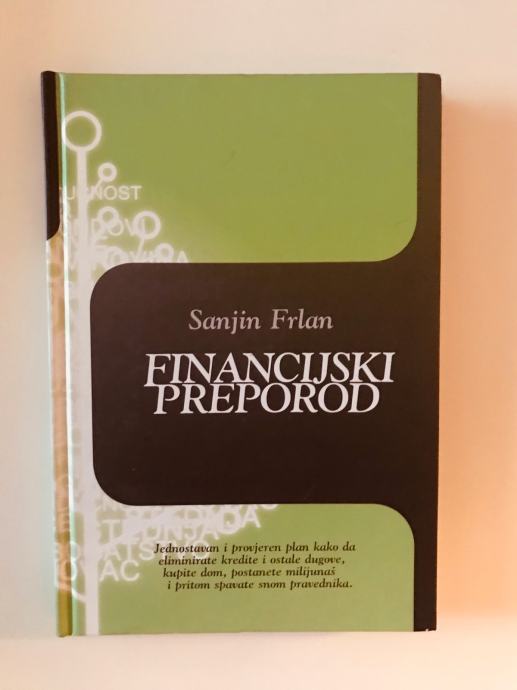 Sanjin Frlan
FINANCIJSKI
PREPOROD
Jednostavan i provjeren plan kako da
eliminirate kredite i ostale dugove,
kupite dom, postanete milijunaš
i pritom spavate snom pravednika.